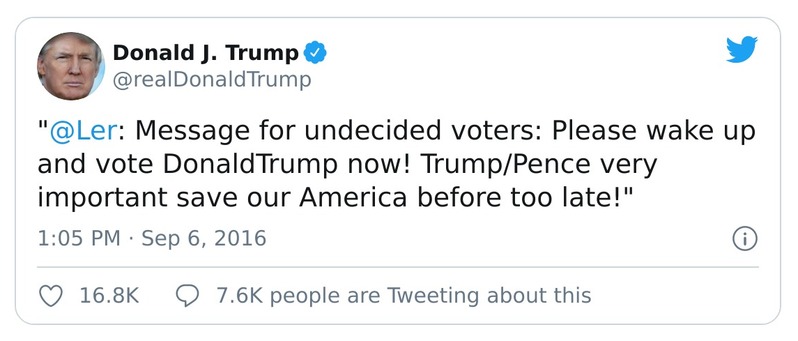 Donald J. Trump
@realDonaldTrump
"@Ler: Message for undecided voters: Please wake up
and vote DonaldTrump now! Trump/Pence very
important save our America before too late!"
1:05 PM · Sep 6, 2016
16.8K 7.6K people are Tweeting about this